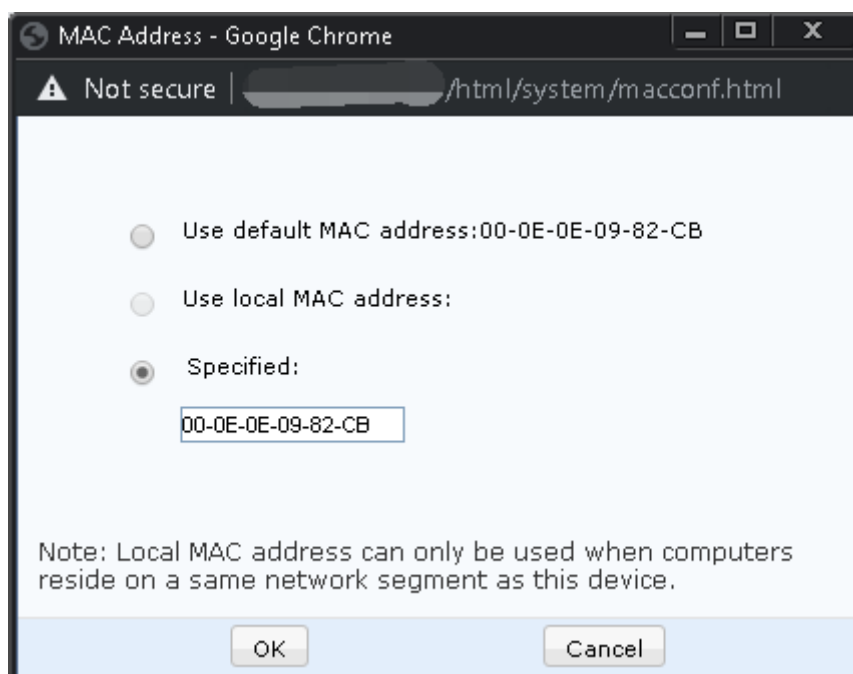 MAC Address - Google Chrome
Not secure | /html/system/macconf.html
Use default MAC address:00-0E-0E-09-82-CB
Use local MAC address:
Specified:
00-0E-0E-09-82-CB
Note: Local MAC address can only be used when computers
reside on a same network segment as this device.
OK Cancel